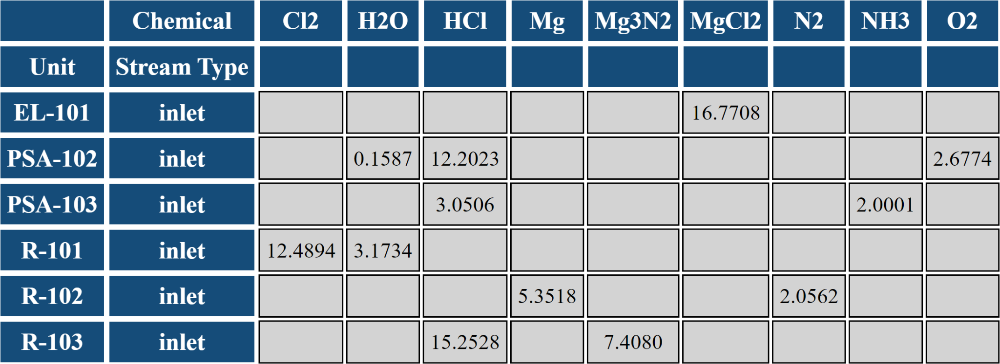 Chemical Cl2 H2O HCl Mg Mg3N2 MgCl2 N2 NH3 O2
Unit Stream Type
EL-101 inlet 16.7708
PSA-102 inlet 0.1587 12.2023 2.6774
PSA-103 inlet 3.0506 2.0001
R-101 inlet 12.4894 3.1734
R-102 inlet 5.3518 2.0562
R-103 inlet 15.2528 7.4080